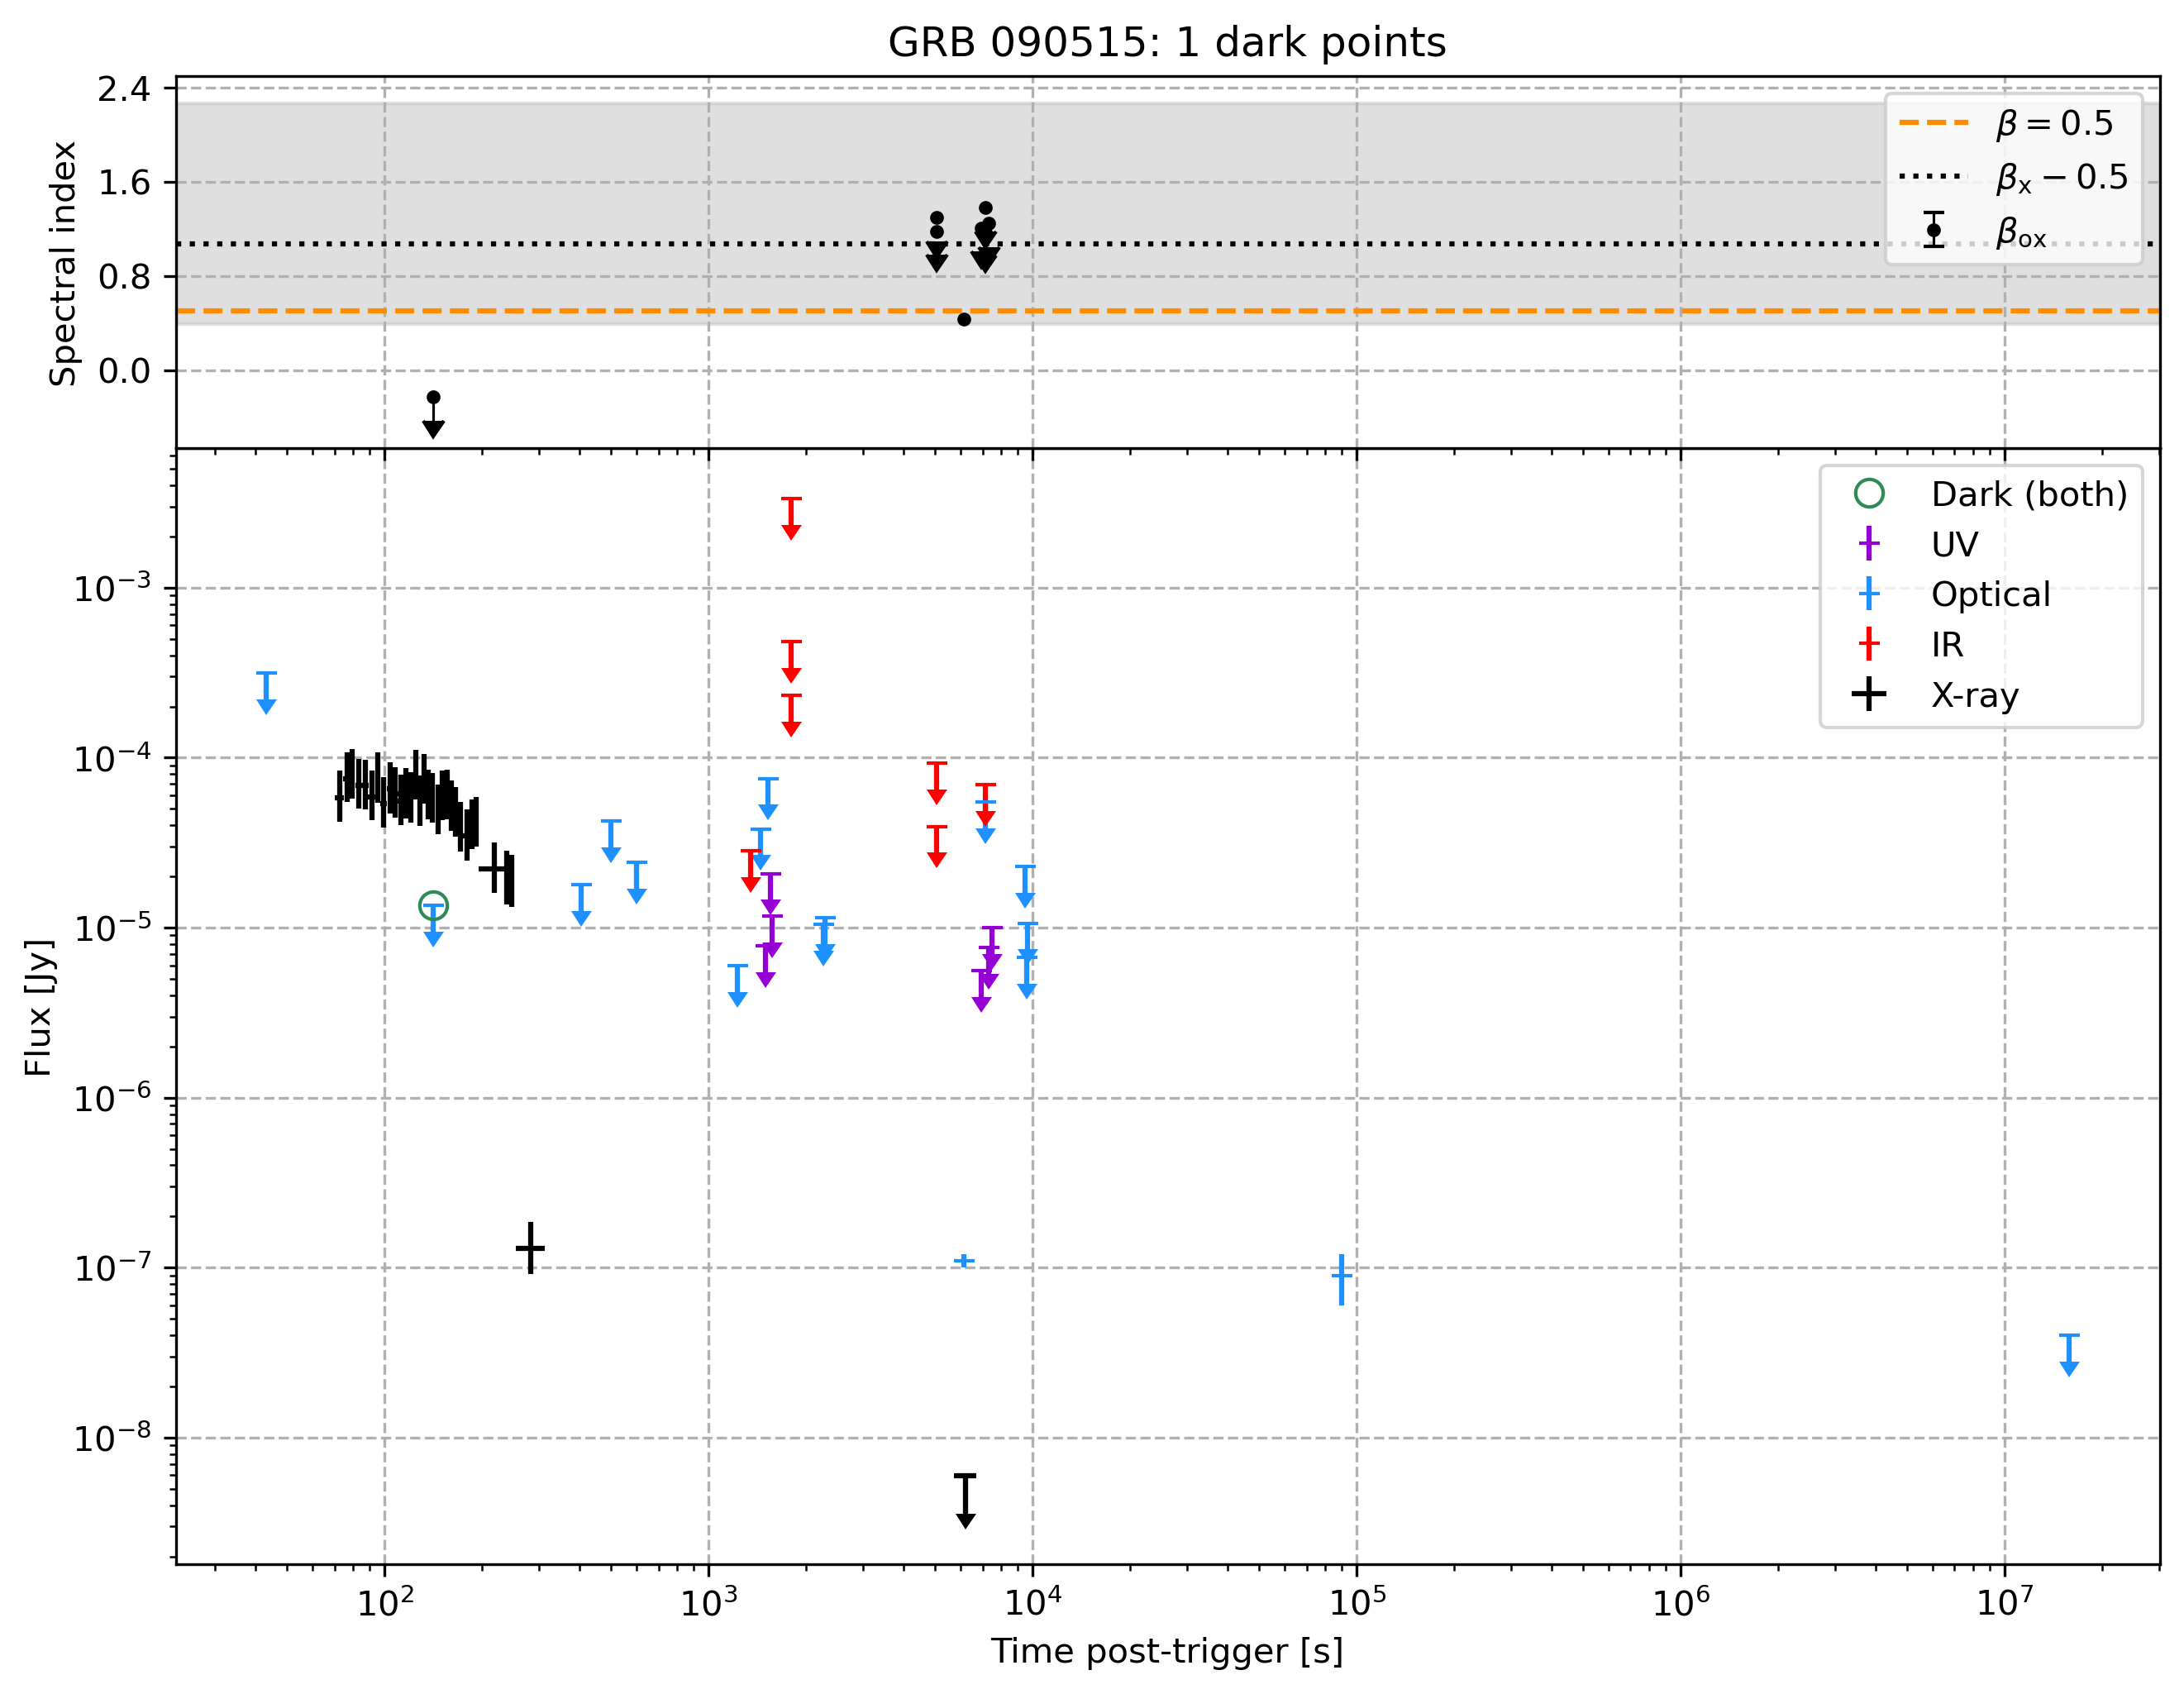 GRB 090515: 1 dark points
Spectral index
2.4
1.6
0.8
0.0
β = 0.5
βₓ − 0.5
βₒₓ
Flux [Jy]
10⁻³
10⁻⁴
10⁻⁵
10⁻⁶
10⁻⁷
10⁻⁸
Dark (both)
UV
Optical
IR
X-ray
10²
10³
10⁴
10⁵
10⁶
10⁷
Time post-trigger [s]